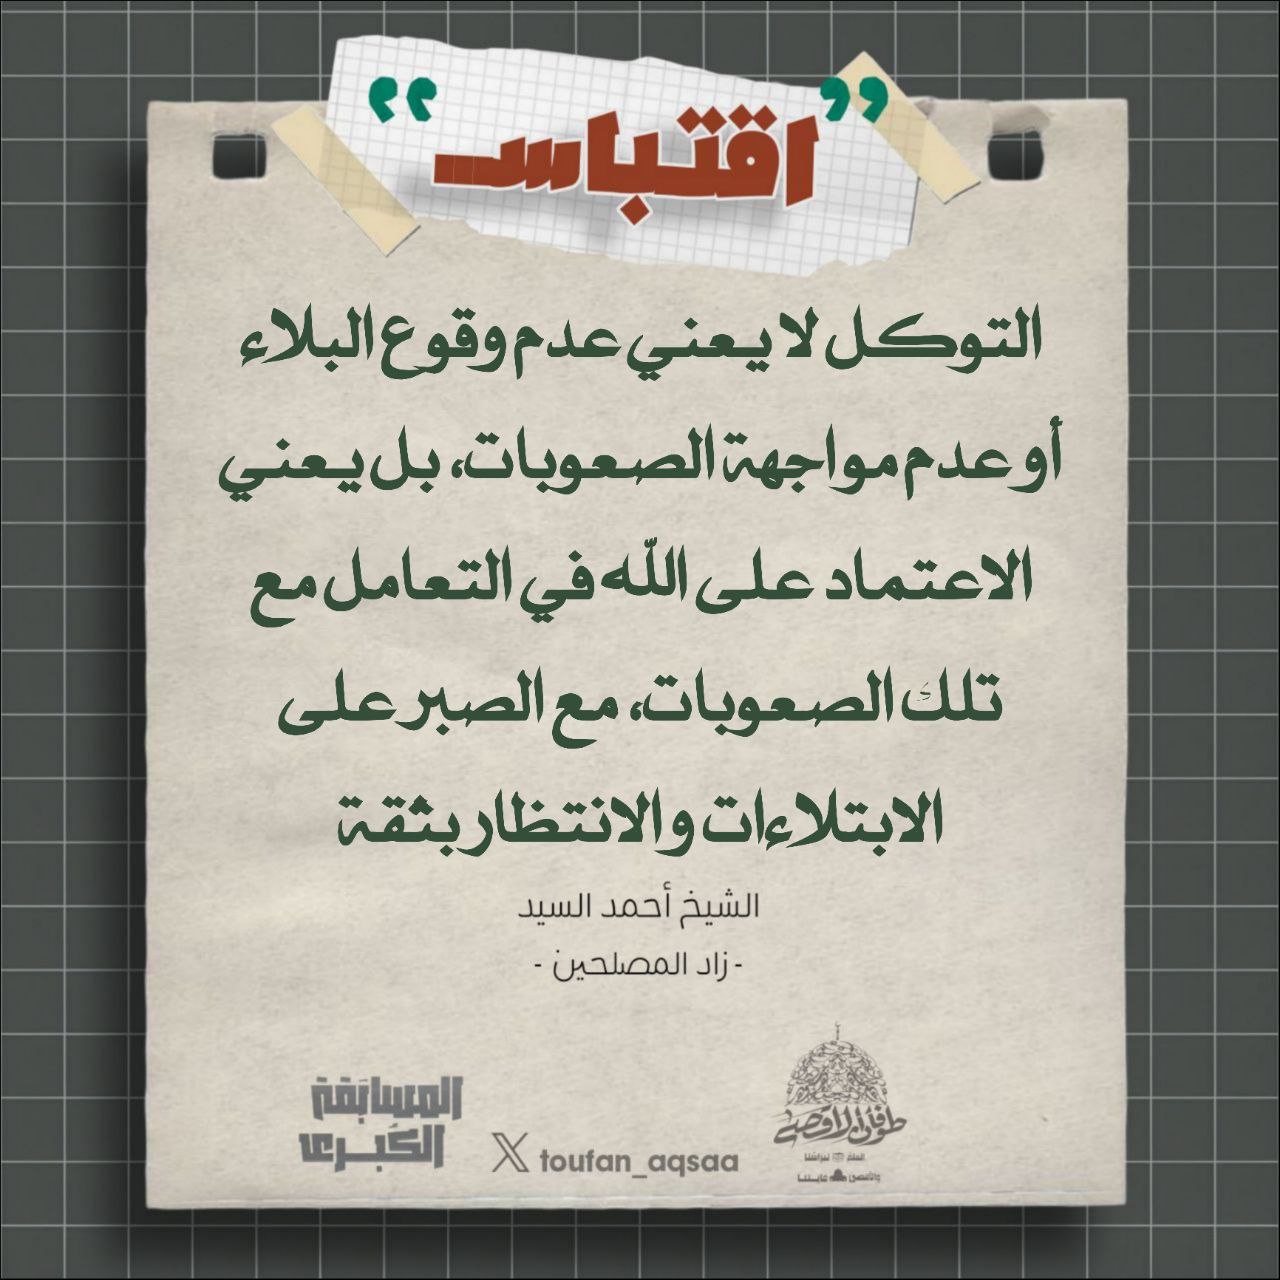 اقتباس
التوكل لا يعني عدم وقوع البلاء
أو عدم مواجهة الصعوبات، بل يعني
الاعتماد على الله في التعامل مع
تلك الصعوبات، مع الصبر على
الابتلاءات والانتظار بثقة
الشيخ أحمد السيد
- زاد المصلحين -
طوفان الأقصى
المسابقة
الكبرى
toufan_aqsaa